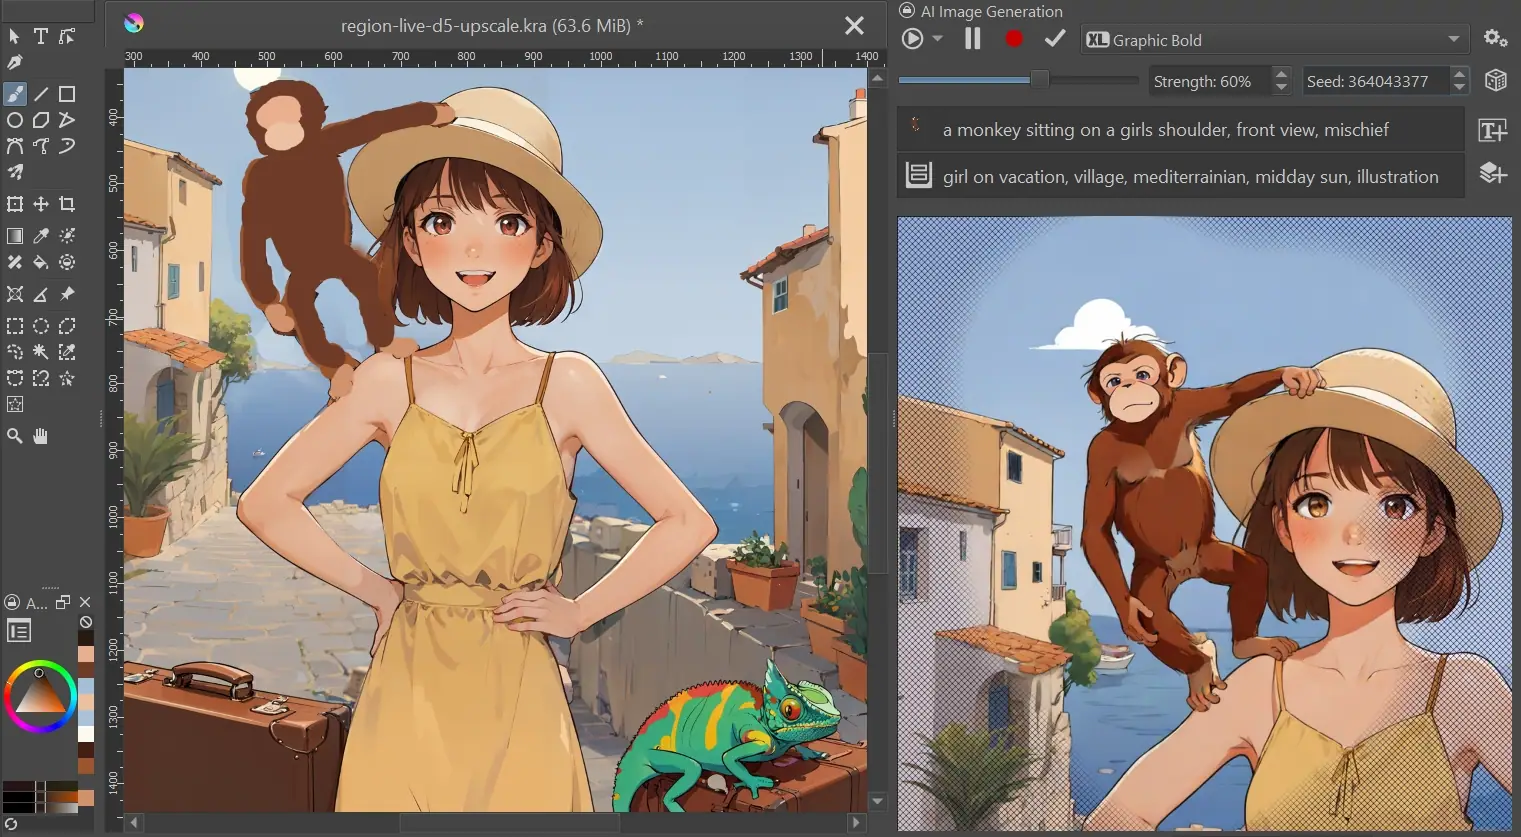 region-live-d5-upscale.kra (63.6 MiB) *
300 400 500 600 700 800 900 1000 1100 1200 1300 1400
400
500
600
700
800
900
1000
1100
1200
1300
1400
A...
AI Image Generation
XL Graphic Bold
Strength: 60%
Seed: 364043377
a monkey sitting on a girls shoulder, front view, mischief
girl on vacation, village, mediterrainian, midday sun, illustration